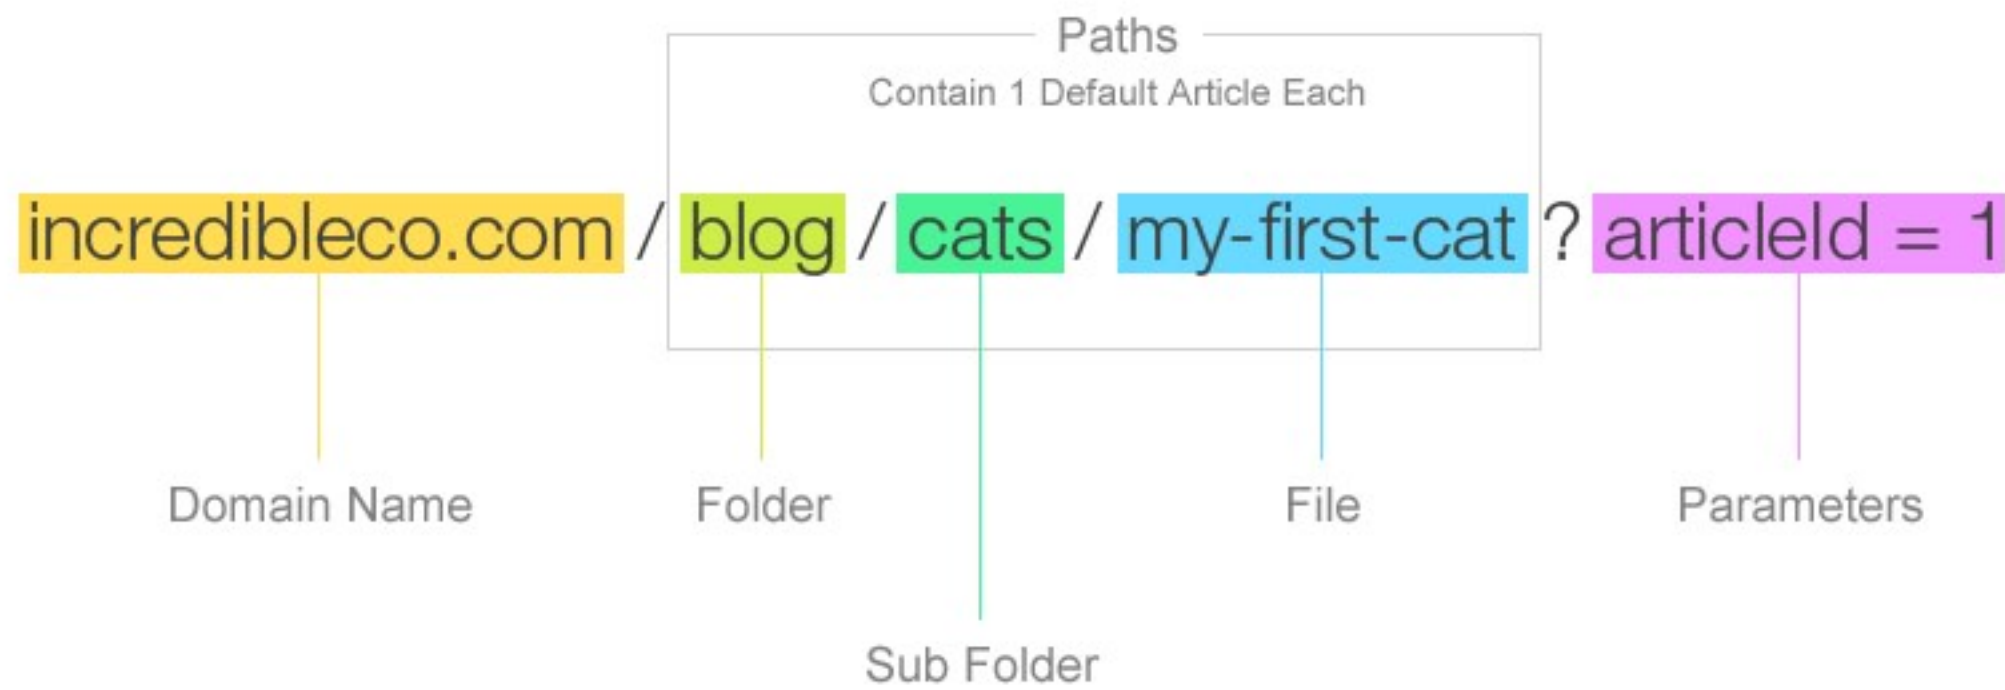 Paths
Contain 1 Default Article Each
incredibleco.com / blog / cats / my-first-cat ? articleId = 1
Domain Name
Folder
File
Parameters
Sub Folder